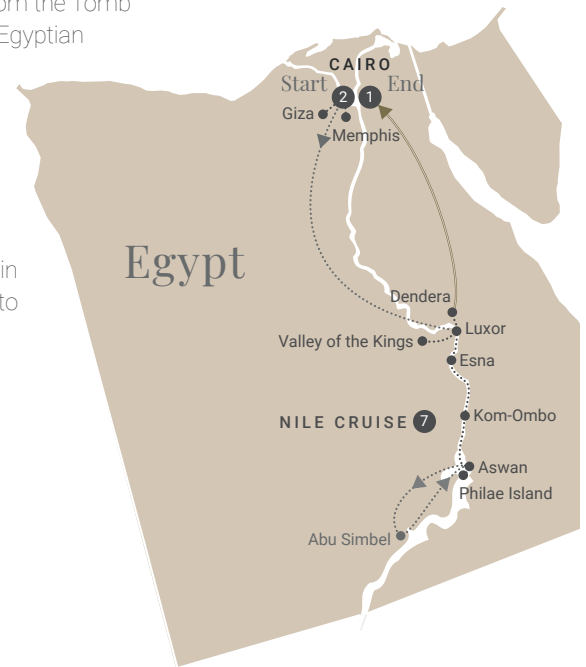 om the Tomb
Egyptian
CAIRO
Start 2 1 End
Giza
Memphis
in
to
Egypt
Dendera
Luxor
Valley of the Kings
Esna
Kom-Ombo
NILE CRUISE 7
Aswan
Philae Island
Abu Simbel